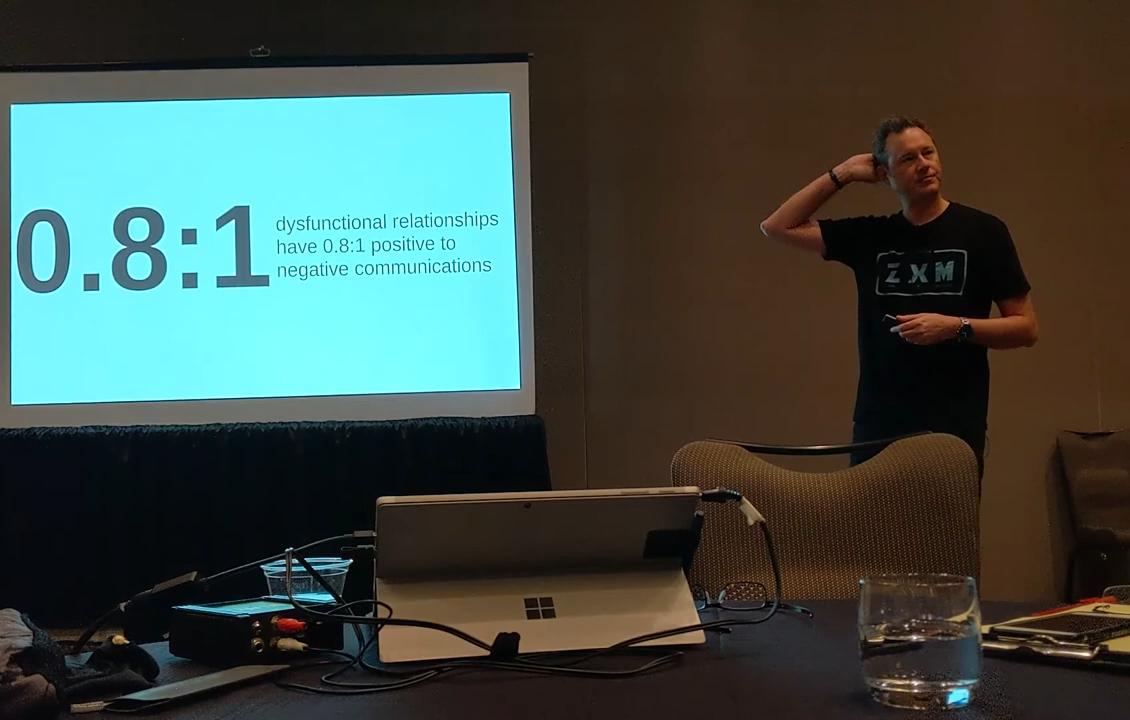 0.8:1
dysfunctional relationships
have 0.8:1 positive to
negative communications
ZXM